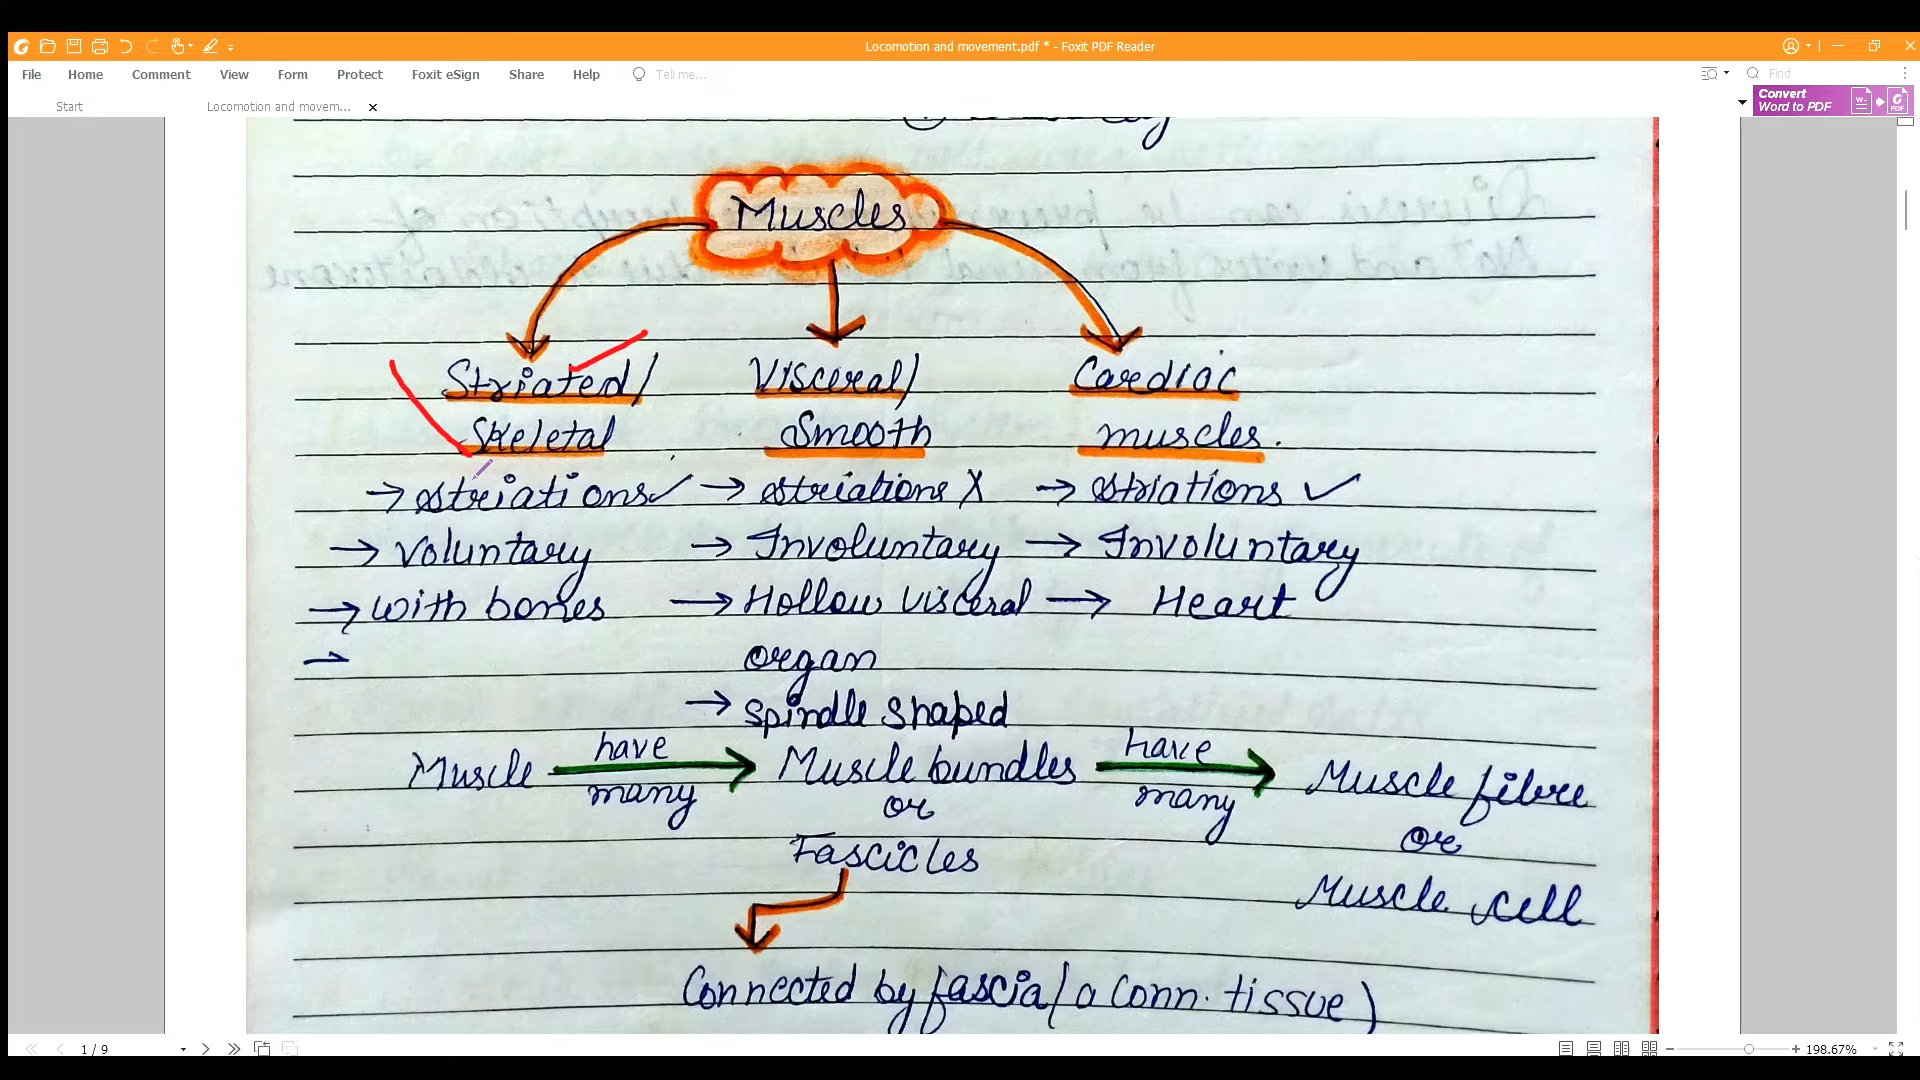 Locomotion and movement.pdf * - Foxit PDF Reader
File Home Comment View Form Protect Foxit eSign Share Help Tell me... Find
Start Locomotion and movem...
Convert
Word to PDF
Muscles
Striated/ Visceral/ Cardiac
Skeletal Smooth muscles.
→ Striations✓ → Striations X → Striations ✓
→ Voluntary → Involuntary → Involuntary
→ With bones → Hollow visceral → Heart
→ organ
→ Spindle shaped
have have
Muscle → Muscle bundles → Muscle fibre
many or many or
Fascicles Muscle cell
Connected by fascia (a conn. tissue)
1 / 9 198.67%